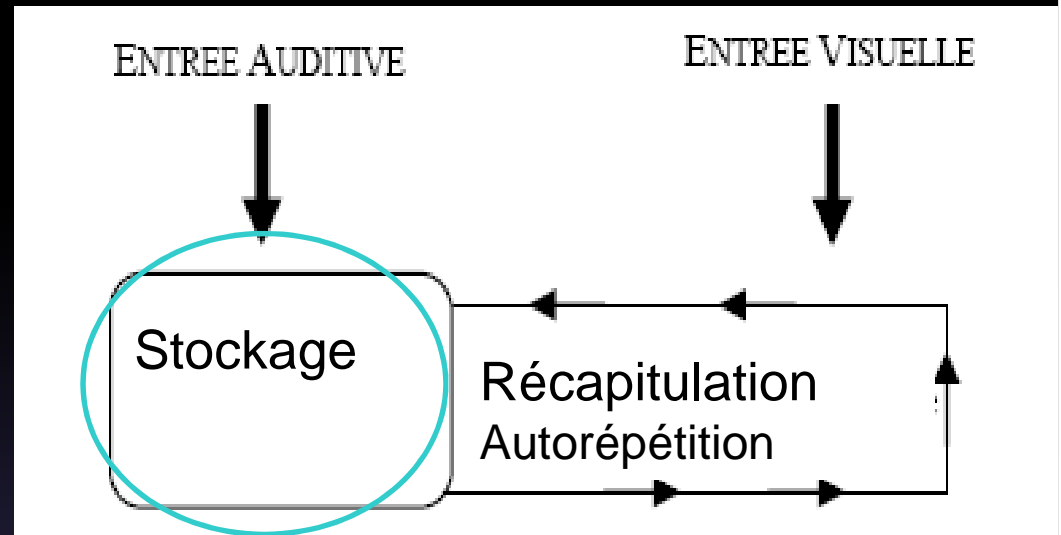 ENTREE AUDITIVE
ENTREE VISUELLE
Stockage
Récapitulation
Autorépétition